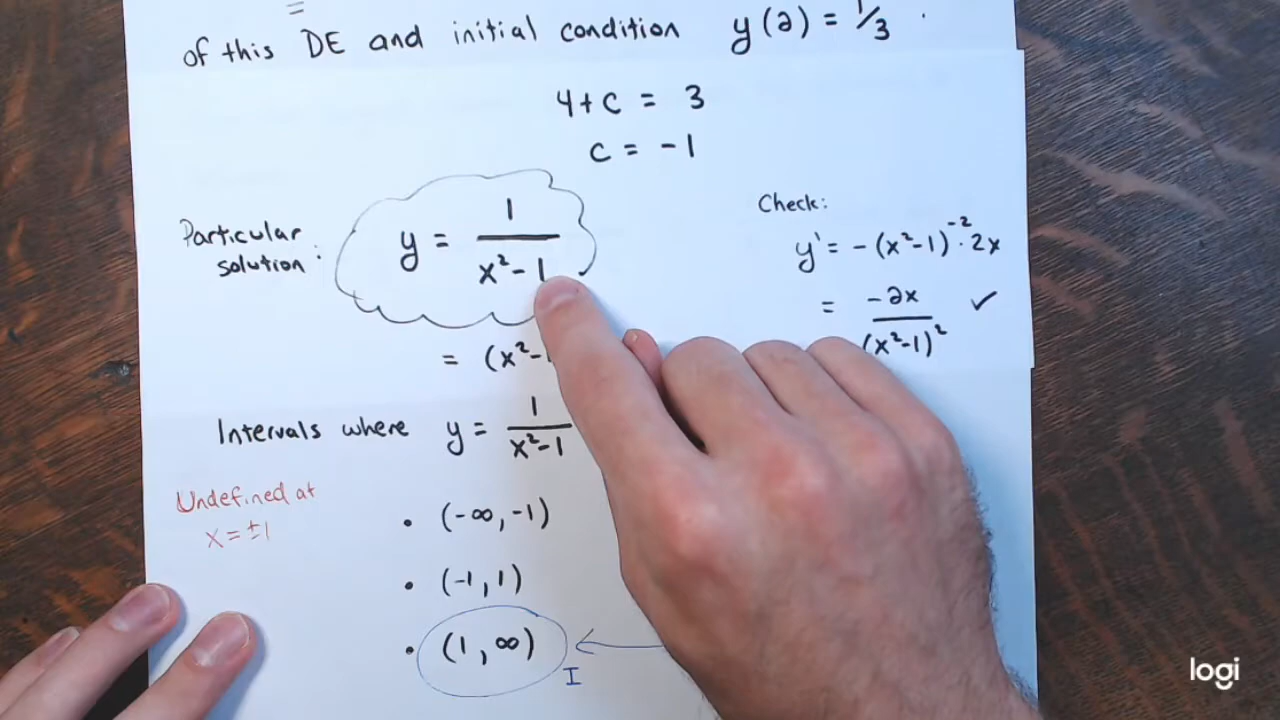 of this DE and initial condition y(2) = 1/3.
4+c = 3
c = -1
Particular solution:
y = 1/(x²-1)
= (x²-1
Check:
y' = -(x²-1)⁻²·2x
= -2x/(x²-1)² ✓
Intervals where y = 1/(x²-1)
Undefined at
x = ±1
• (-∞, -1)
• (-1, 1)
• (1, ∞)
I
logi